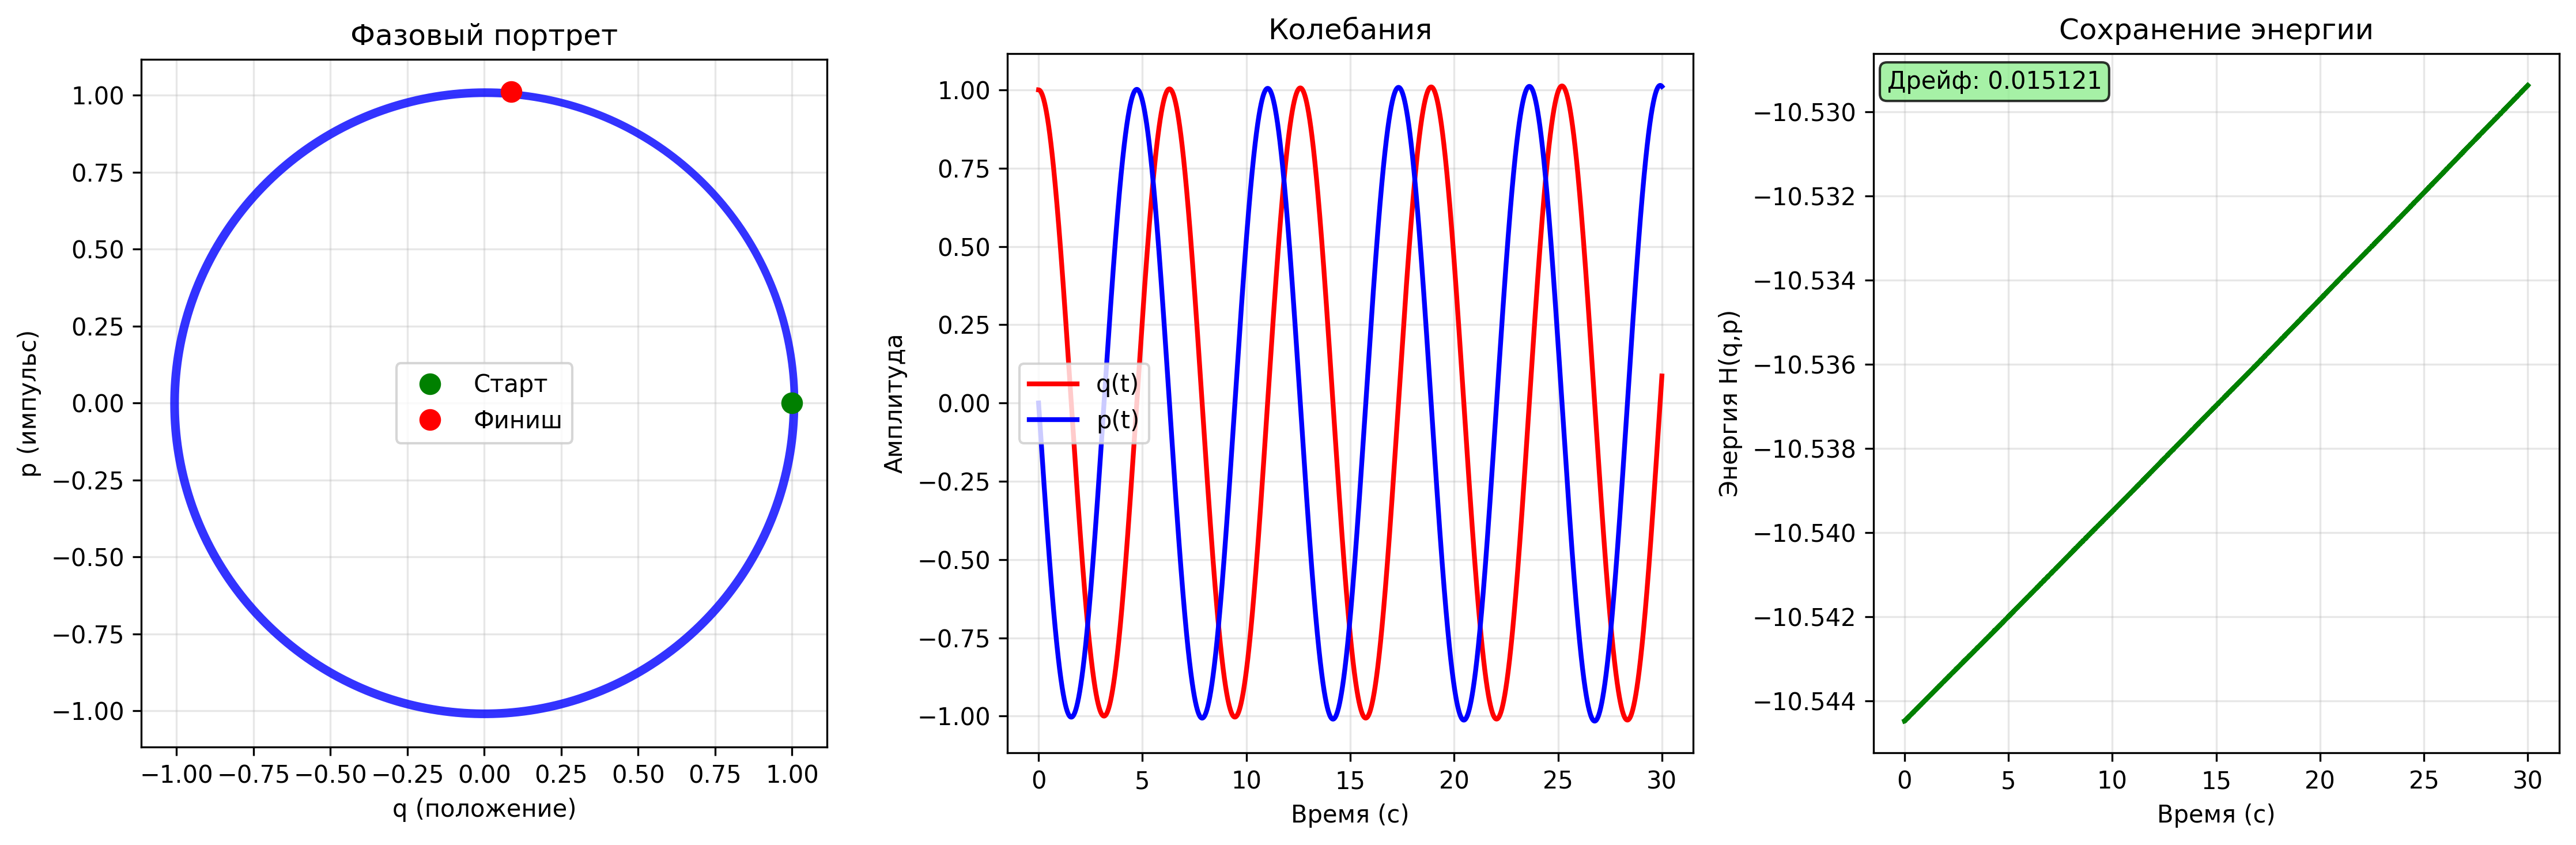 Фазовый портрет
p (импульс)
1.00
0.75
0.50
0.25
0.00
−0.25
−0.50
−0.75
−1.00
Старт
Финиш
−1.00 −0.75 −0.50 −0.25 0.00 0.25 0.50 0.75 1.00
q (положение)
Колебания
Амплитуда
1.00
0.75
0.50
0.25
0.00
−0.25
−0.50
−0.75
−1.00
q(t)
p(t)
0 5 10 15 20 25 30
Время (с)
Сохранение энергии
Дрейф: 0.015121
Энергия H(q,p)
−10.530
−10.532
−10.534
−10.536
−10.538
−10.540
−10.542
−10.544
0 5 10 15 20 25 30
Время (с)